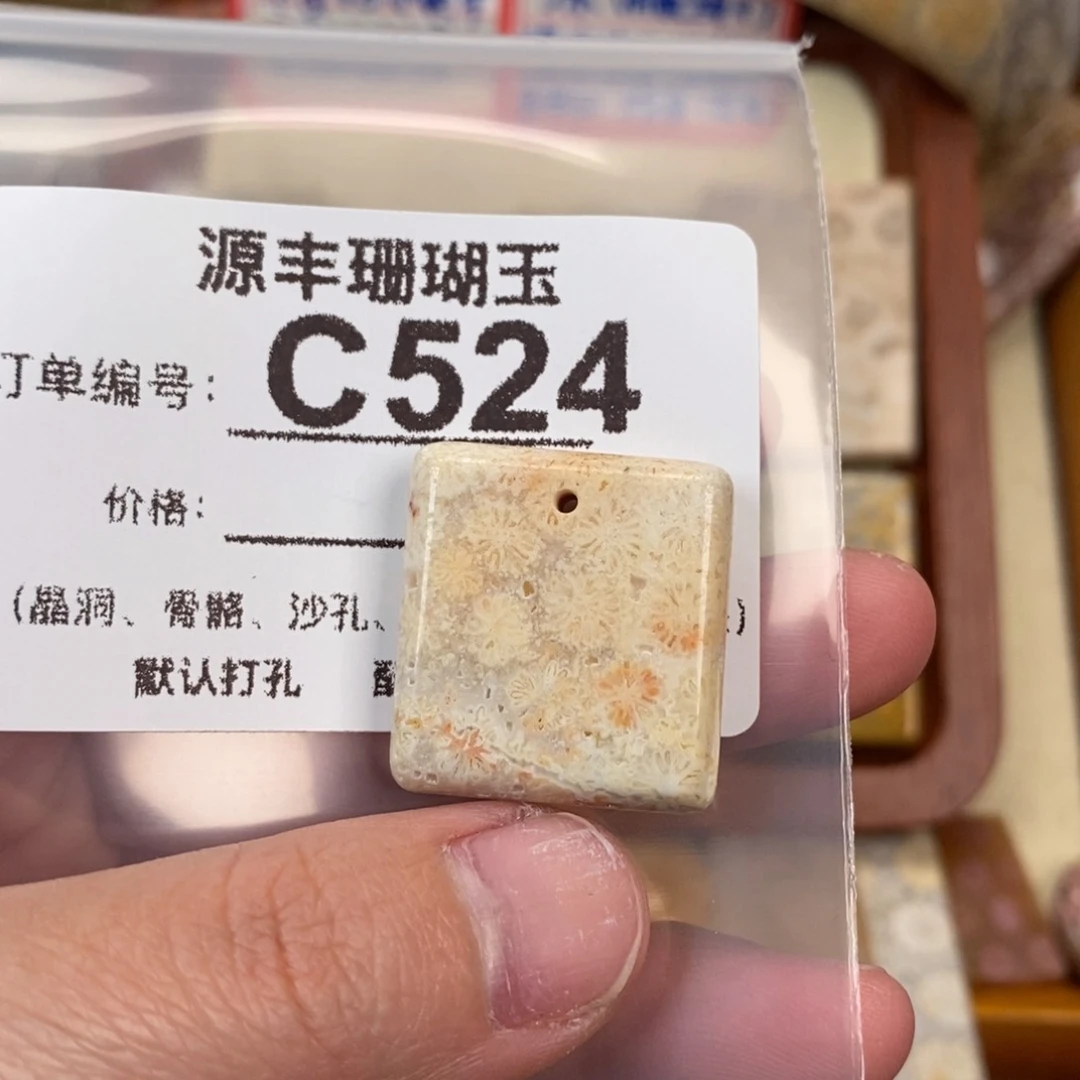 源丰珊瑚玉
订单编号： C524
价格：
（晶洞、骨骼、沙孔、 ）
默认打孔 配